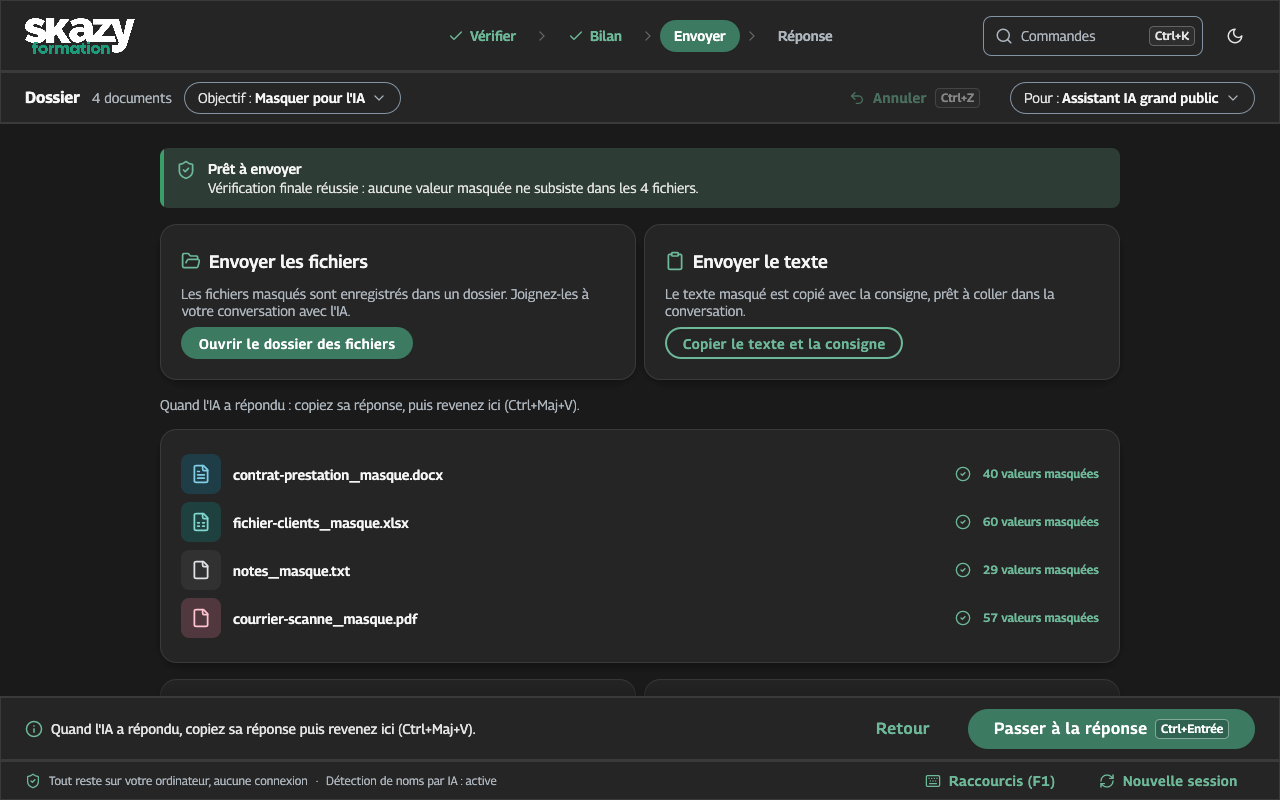 skazy
formation
Vérifier
Bilan
Envoyer
Réponse
Commandes Ctrl+K
Dossier 4 documents Objectif : Masquer pour l'IA
Annuler Ctrl+Z
Pour : Assistant IA grand public
Prêt à envoyer
Vérification finale réussie : aucune valeur masquée ne subsiste dans les 4 fichiers.
Envoyer les fichiers
Les fichiers masqués sont enregistrés dans un dossier. Joignez-les à
votre conversation avec l'IA.
Ouvrir le dossier des fichiers
Envoyer le texte
Le texte masqué est copié avec la consigne, prêt à coller dans la
conversation.
Copier le texte et la consigne
Quand l'IA a répondu : copiez sa réponse, puis revenez ici (Ctrl+Maj+V).
contrat-prestation_masque.docx 40 valeurs masquées
fichier-clients_masque.xlsx 60 valeurs masquées
notes_masque.txt 29 valeurs masquées
courrier-scanne_masque.pdf 57 valeurs masquées
Quand l'IA a répondu, copiez sa réponse puis revenez ici (Ctrl+Maj+V).
Retour
Passer à la réponse Ctrl+Entrée
Tout reste sur votre ordinateur, aucune connexion · Détection de noms par IA : active
Raccourcis (F1)
Nouvelle session